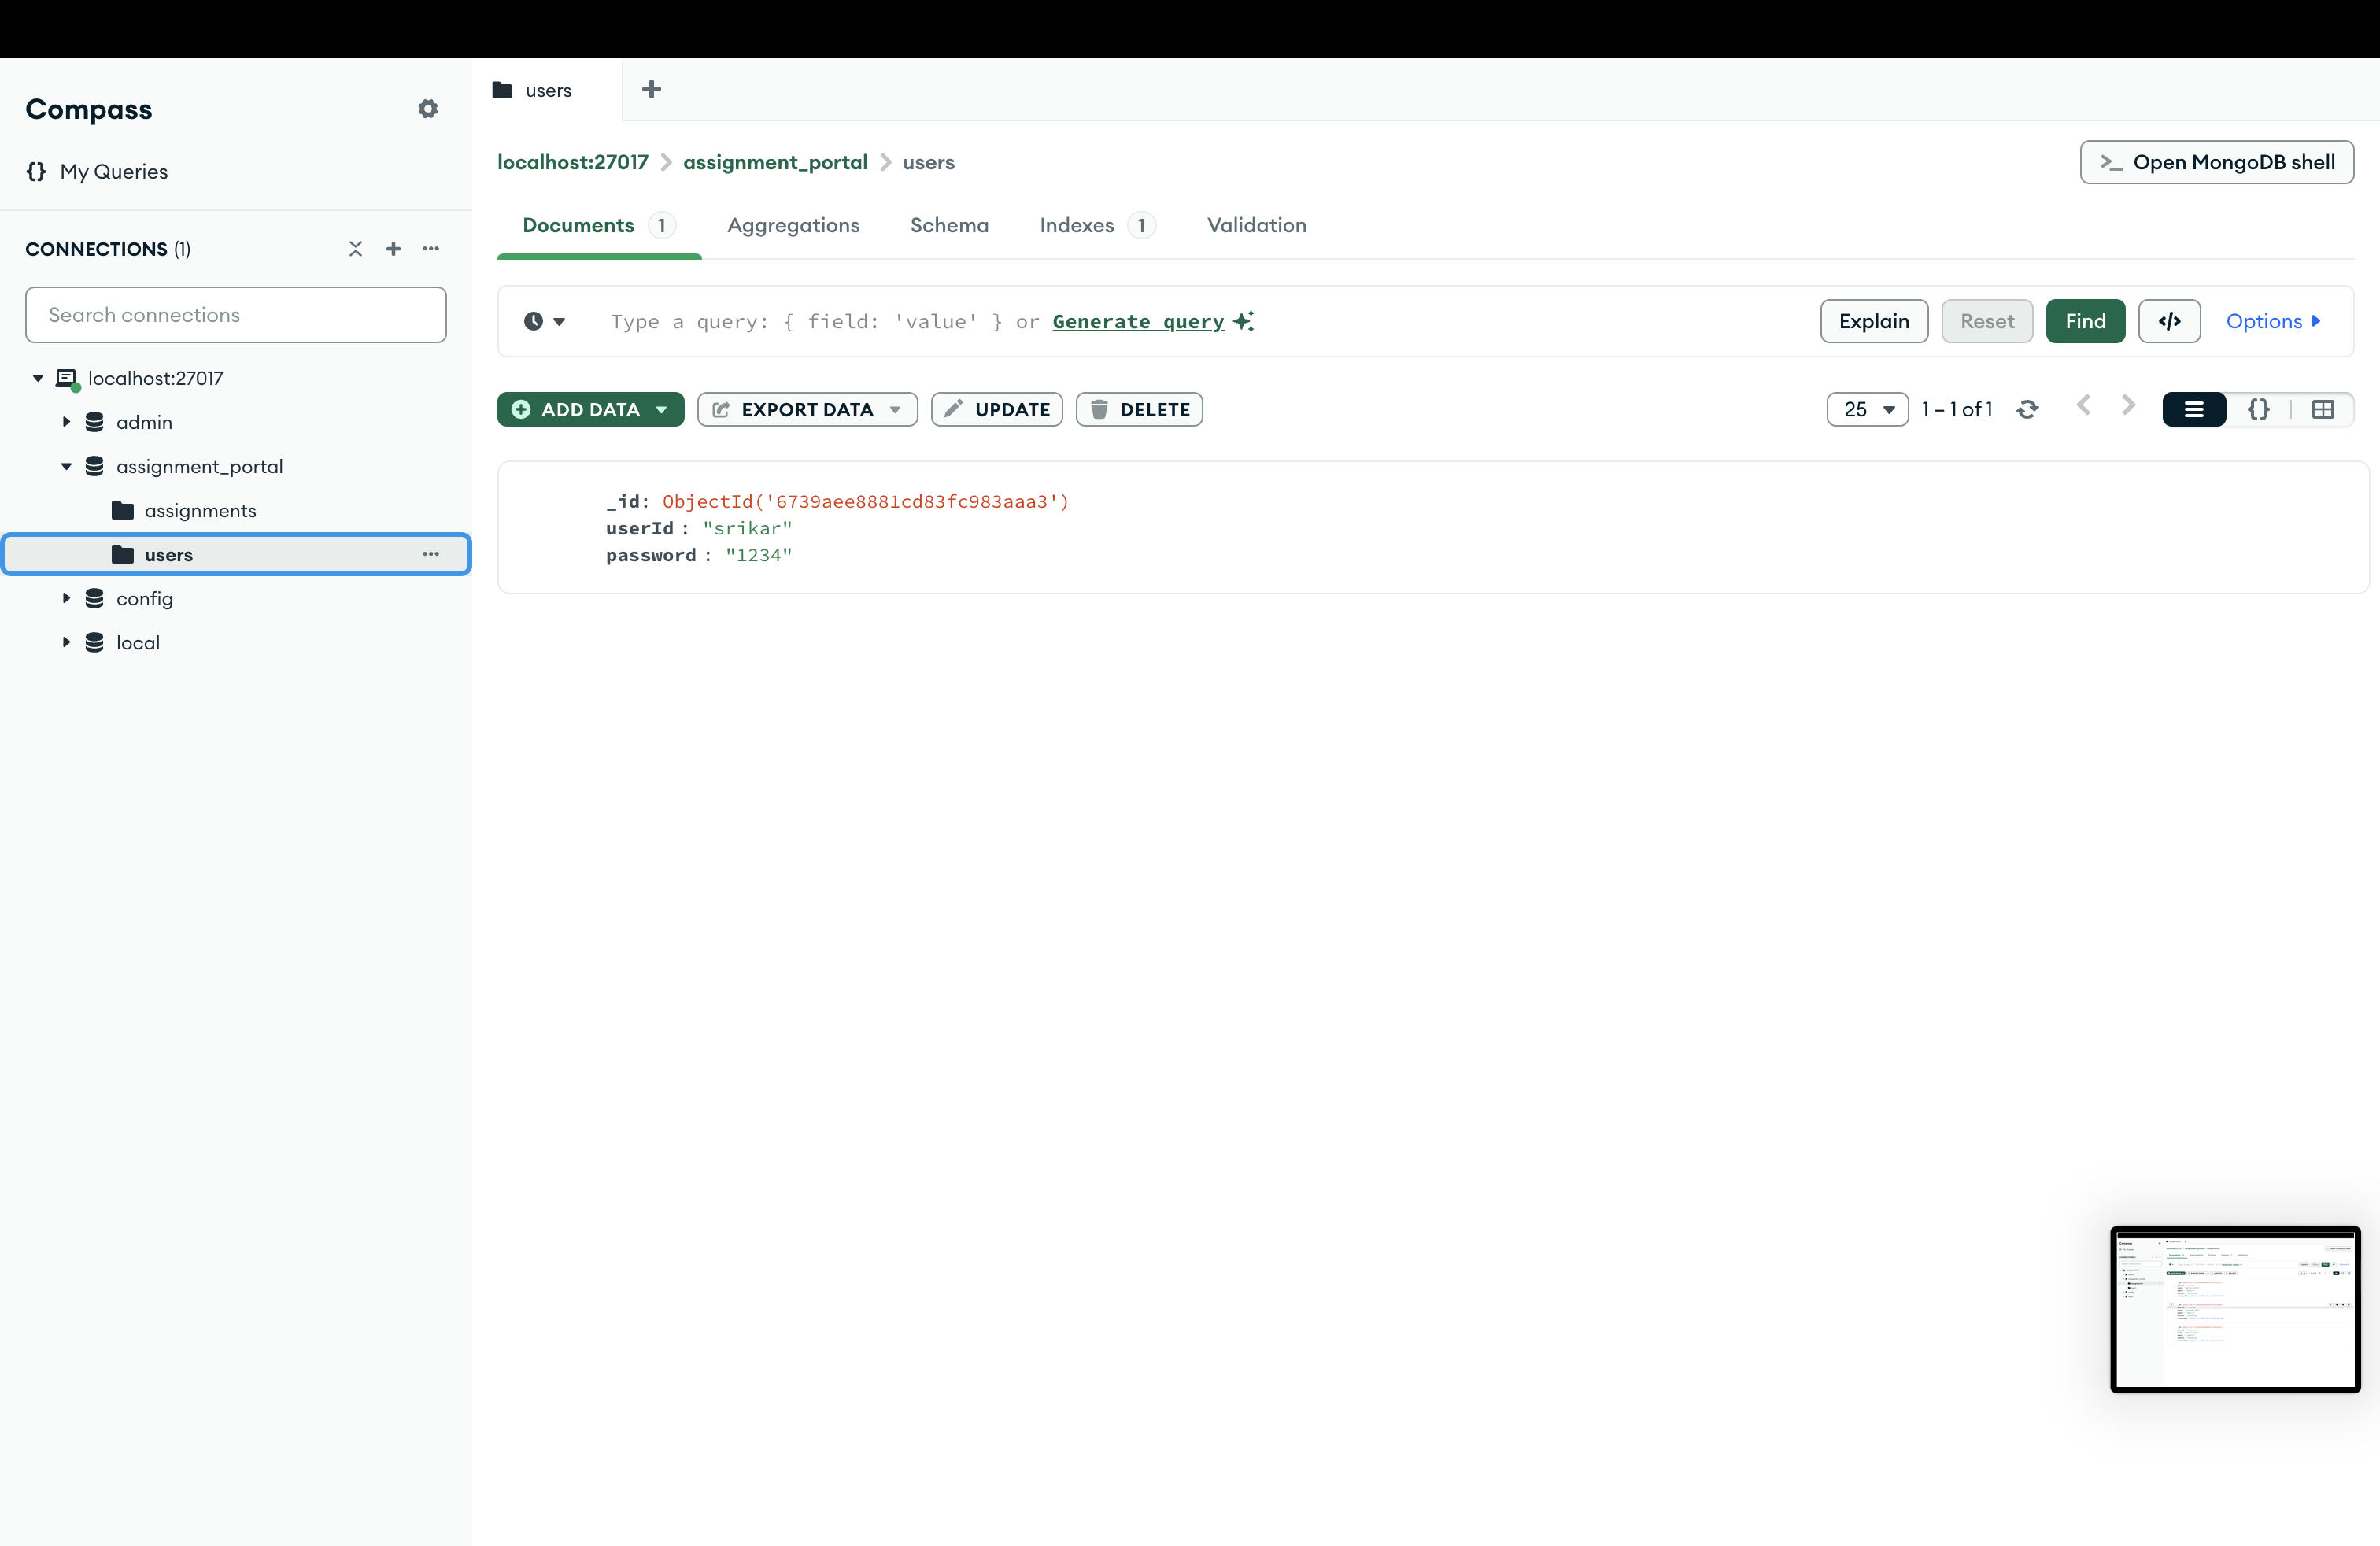 Compass
{} My Queries
CONNECTIONS (1)
Search connections
localhost:27017
admin
assignment_portal
assignments
users
config
local
users
localhost:27017 > assignment_portal > users
>_ Open MongoDB shell
Documents 1 Aggregations Schema Indexes 1 Validation
Type a query: { field: 'value' } or Generate query
Explain Reset Find </> Options
ADD DATA EXPORT DATA UPDATE DELETE
25 1 – 1 of 1 {}
_id: ObjectId('6739aee8881cd83fc983aaa3')
userId : "srikar"
password : "1234"